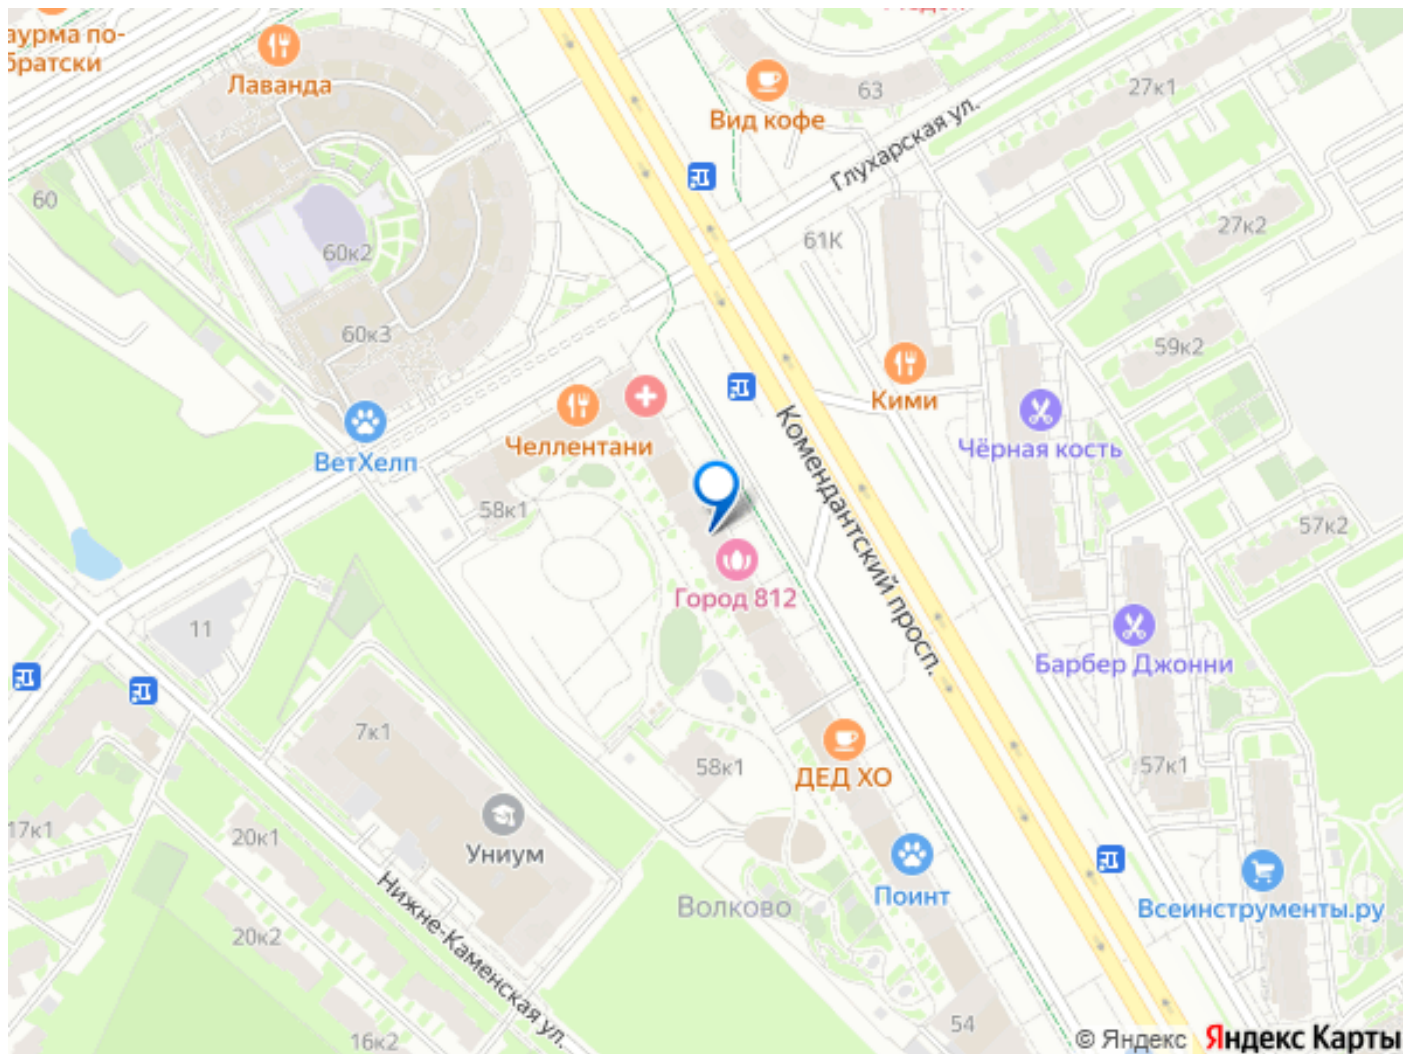 аурма по-
братски
Лаванда
Вид кофе
63
27к1
Глухарская ул.
60
60к2
61К
27к2
60к3
59к2
Кими
Челлентани
Чёрная кость
ВетХелп
58к1
Комендантский просп.
57к2
Город 812
11
Барбер Джонни
7к1
58к1
57к1
ДЕД ХО
17к1
20к1
Униум
Поинт
Волково
Всеинструменты.ру
20к2
Нижне-Каменская ул.
54
16к2
© Яндекс Яндекс Карты